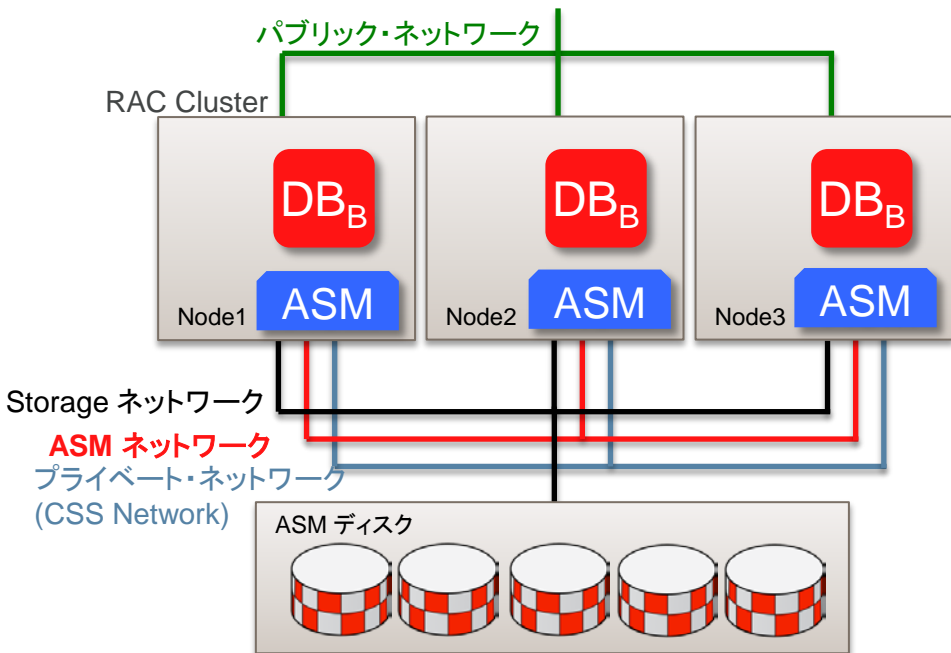 パブリック・ネットワーク
RAC Cluster
DBB
DBB
DBB
Node1
ASM
Node2
ASM
Node3
ASM
Storage ネットワーク
ASM ネットワーク
プライベート・ネットワーク
(CSS Network)
ASM ディスク